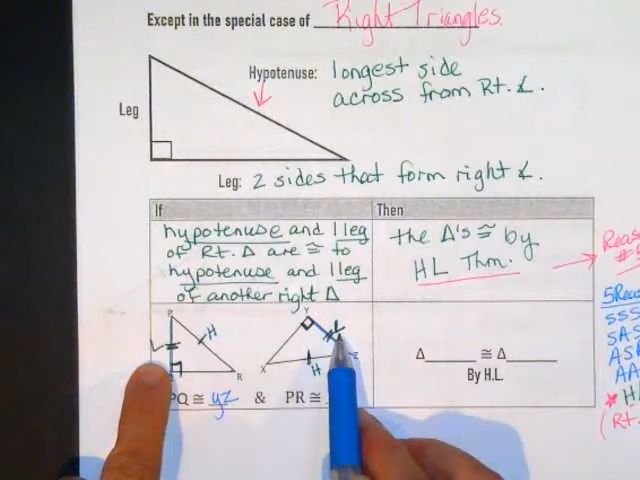 Except in the special case of Right Triangles.
Hypotenuse: longest side
across from Rt. ∡.
Leg
Leg: 2 sides that form right ∡.
If
Then
hypotenuse and 1 leg
of Rt. Δ are ≅ to
hypotenuse and 1 leg
of another right Δ
the Δ's ≅ by
HL Thm.
Reaso
#5
5 Reas
SSS
SAS
ASA
AA
* H
(Rt.
P
L
H
R
Y
L
X
H
Z
PQ ≅ yz & PR ≅
Δ ≅ Δ
By H.L.